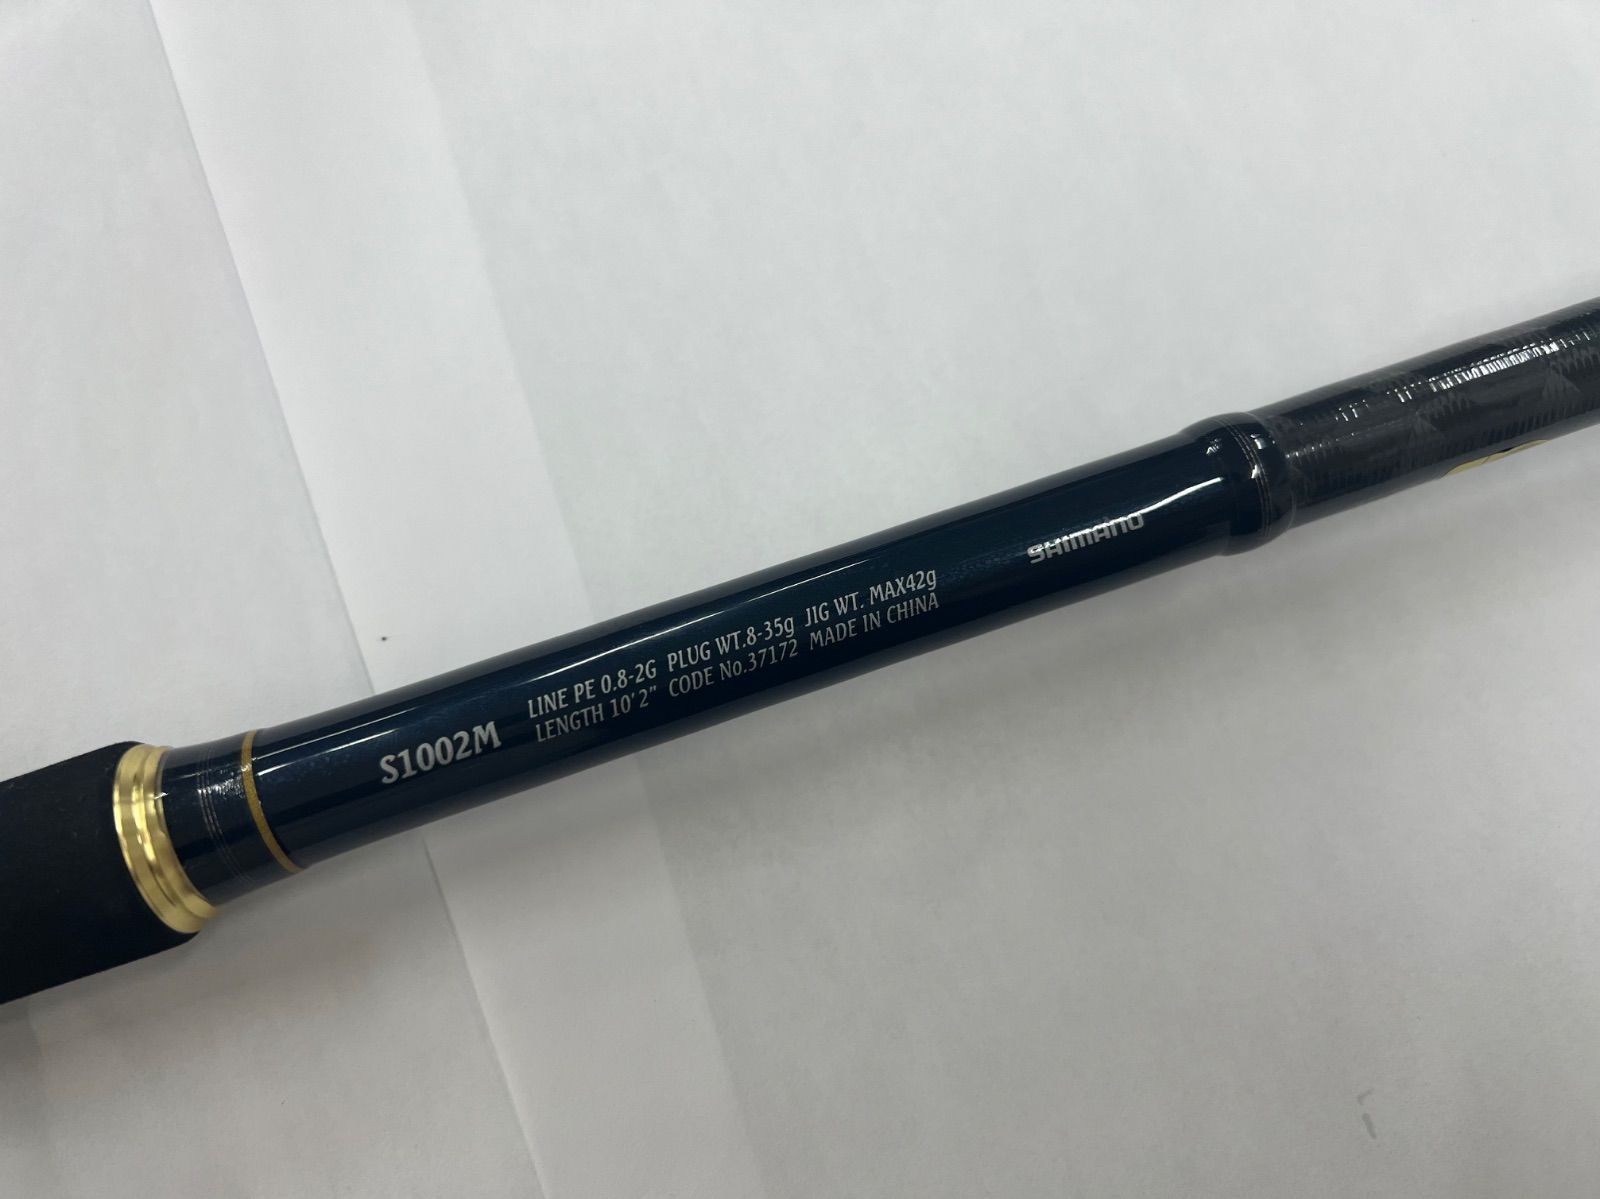 S1002M
LINE PE 0.8-2G PLUG WT.8-35g JIG WT. MAX42g
LENGTH 10'2" CODE No.37172 MADE IN CHINA
SHIMANO